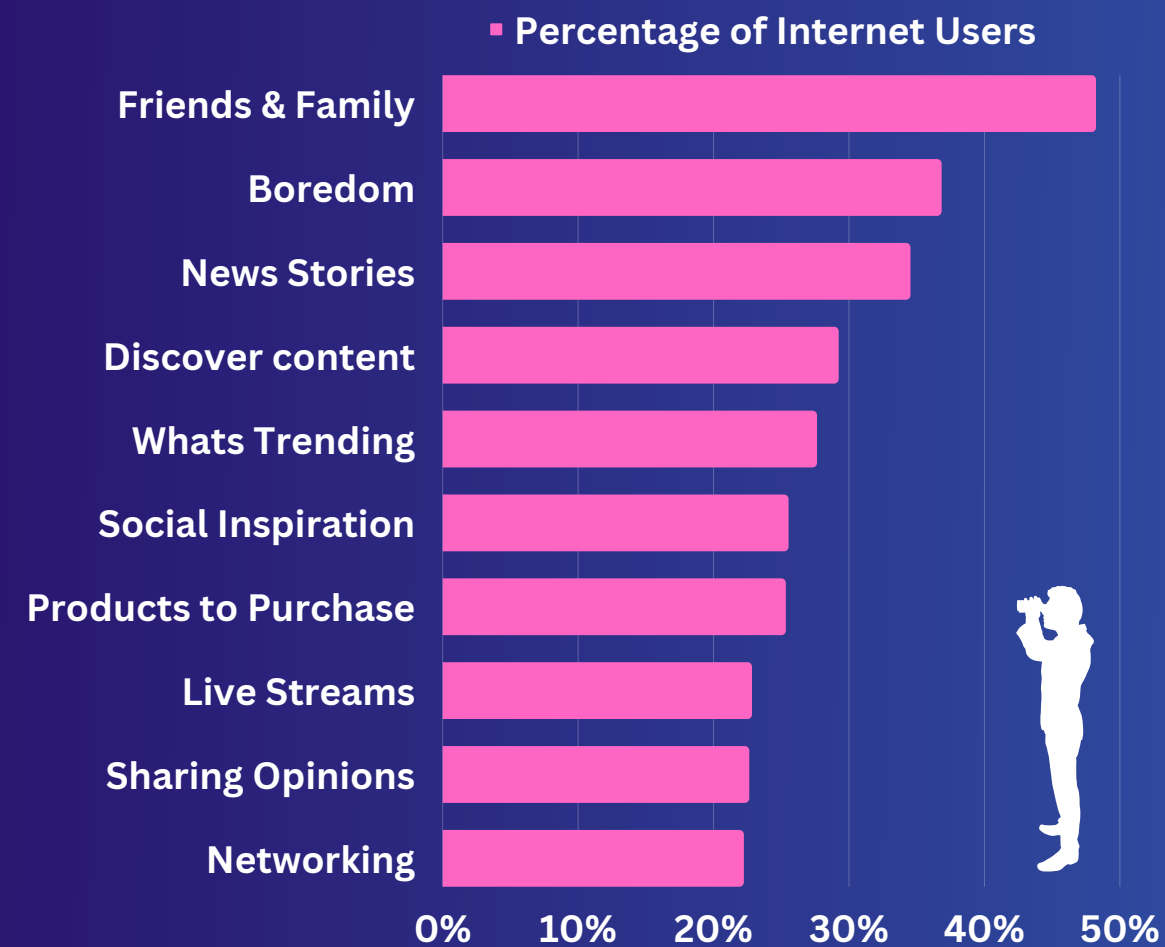 Percentage of Internet Users
Friends & Family
Boredom
News Stories
Discover content
Whats Trending
Social Inspiration
Products to Purchase
Live Streams
Sharing Opinions
Networking
0% 10% 20% 30% 40% 50%